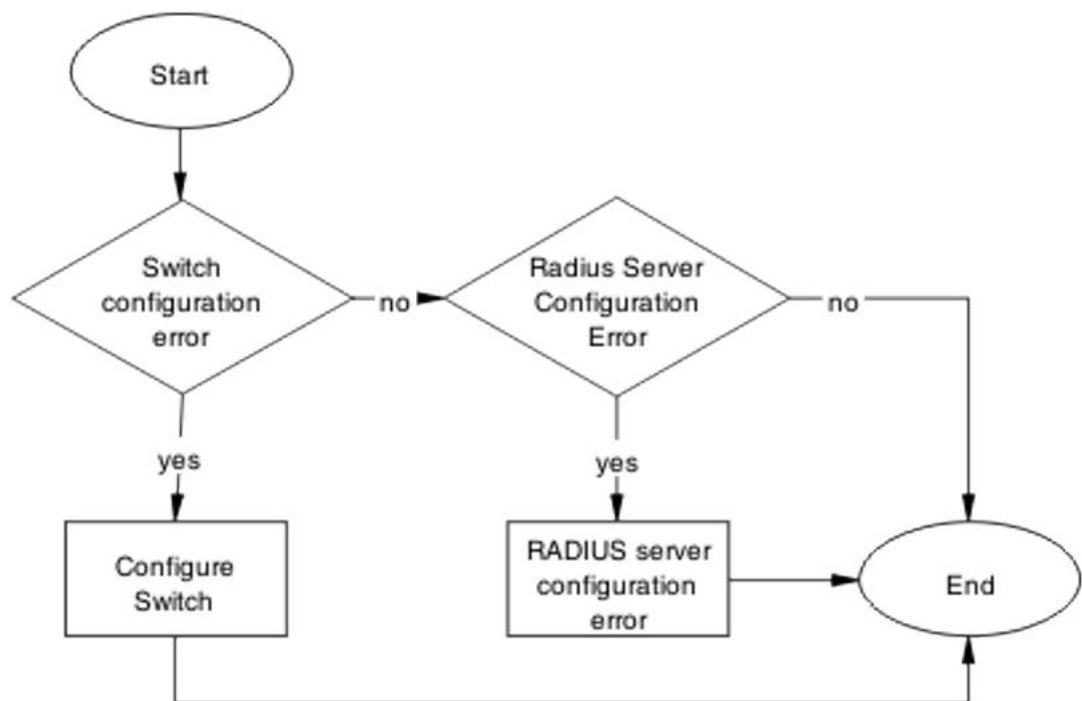 Start
Switch
configuration
error
no
Radius Server
Configuration
Error
no
yes
yes
Configure
Switch
RADIUS server
configuration
error
End